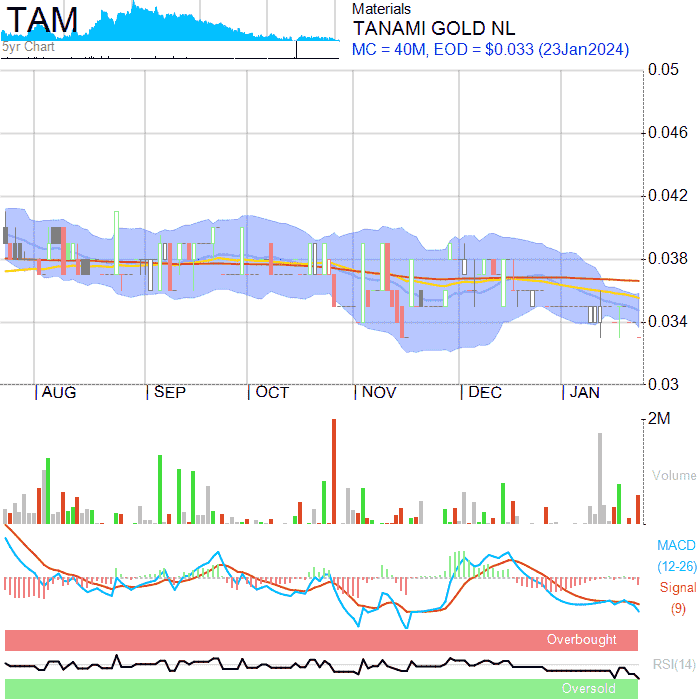 TAM
5yr Chart
Materials
TANAMI GOLD NL
MC = 40M, EOD = $0.033 (23Jan2024)
0.05
0.046
0.042
0.038
0.034
0.03
AUG SEP OCT NOV DEC JAN
2M
Volume
MACD
(12-26)
Signal
(9)
Overbought
RSI(14)
Oversold